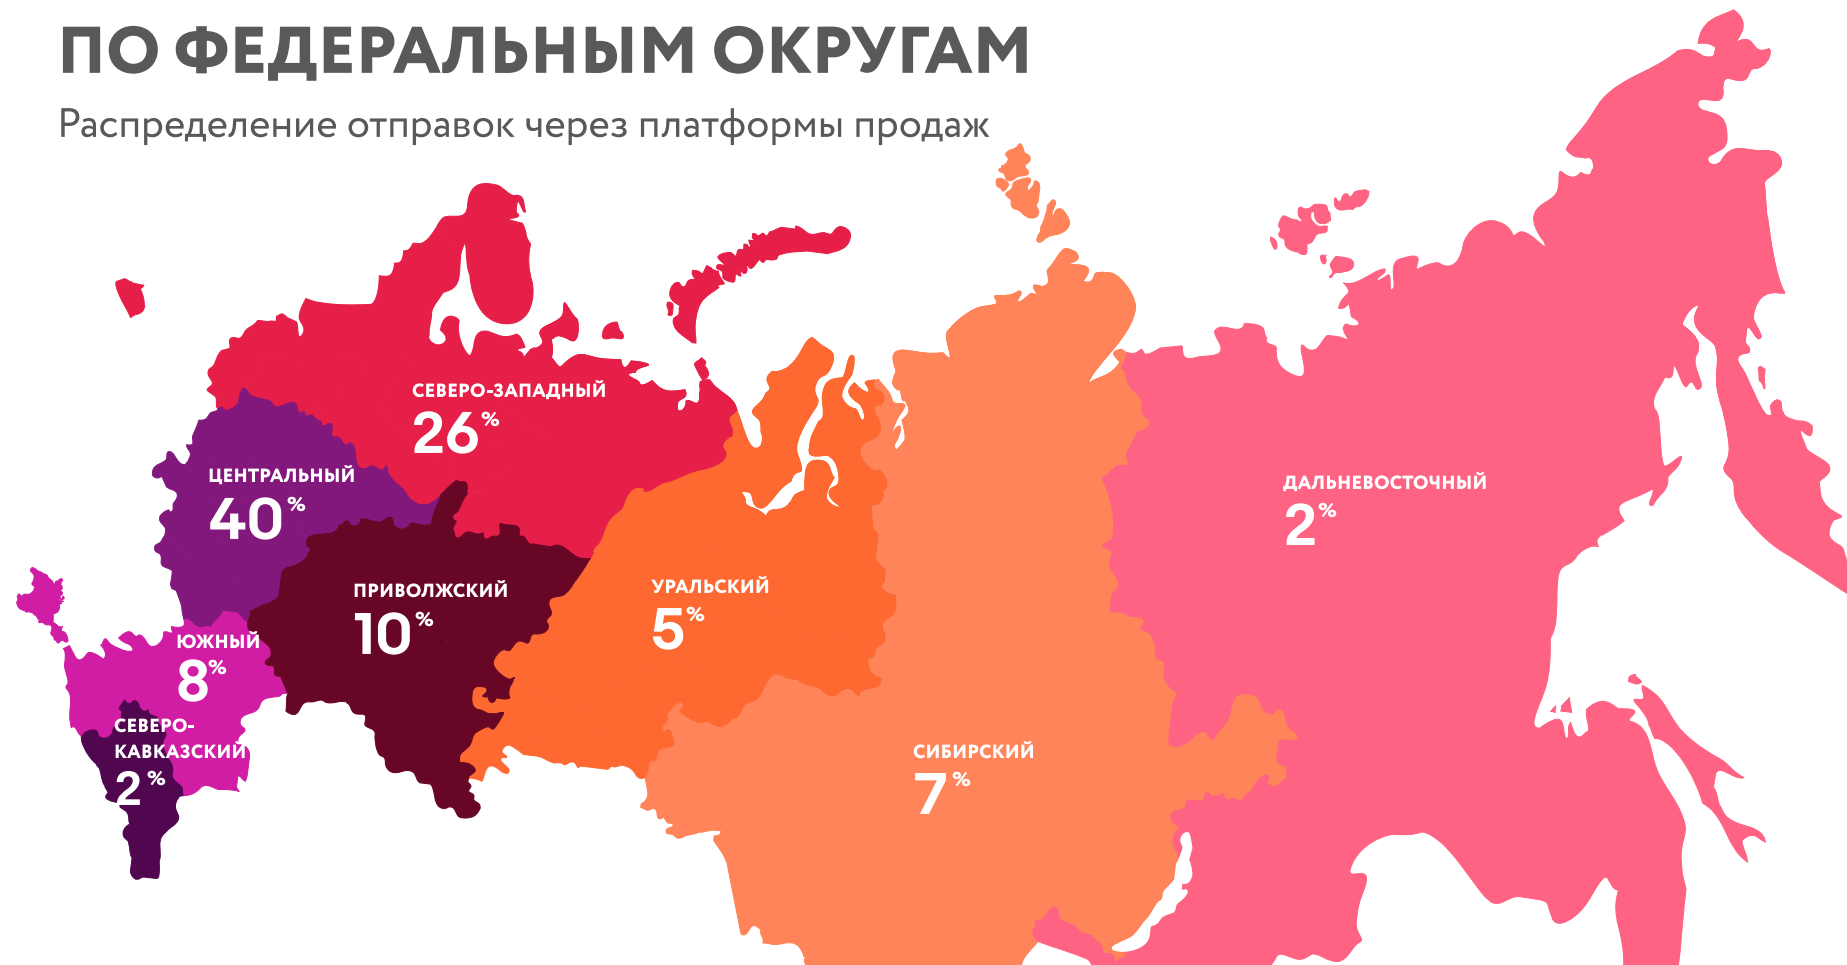 ПО ФЕДЕРАЛЬНЫМ ОКРУГАМ
Распределение отправок через платформы продаж
СЕВЕРО-ЗАПАДНЫЙ
26%
ЦЕНТРАЛЬНЫЙ
40%
ДАЛЬНЕВОСТОЧНЫЙ
2%
ПРИВОЛЖСКИЙ
10%
УРАЛЬСКИЙ
5%
ЮЖНЫЙ
8%
СЕВЕРО-
КАВКАЗСКИЙ
2%
СИБИРСКИЙ
7%